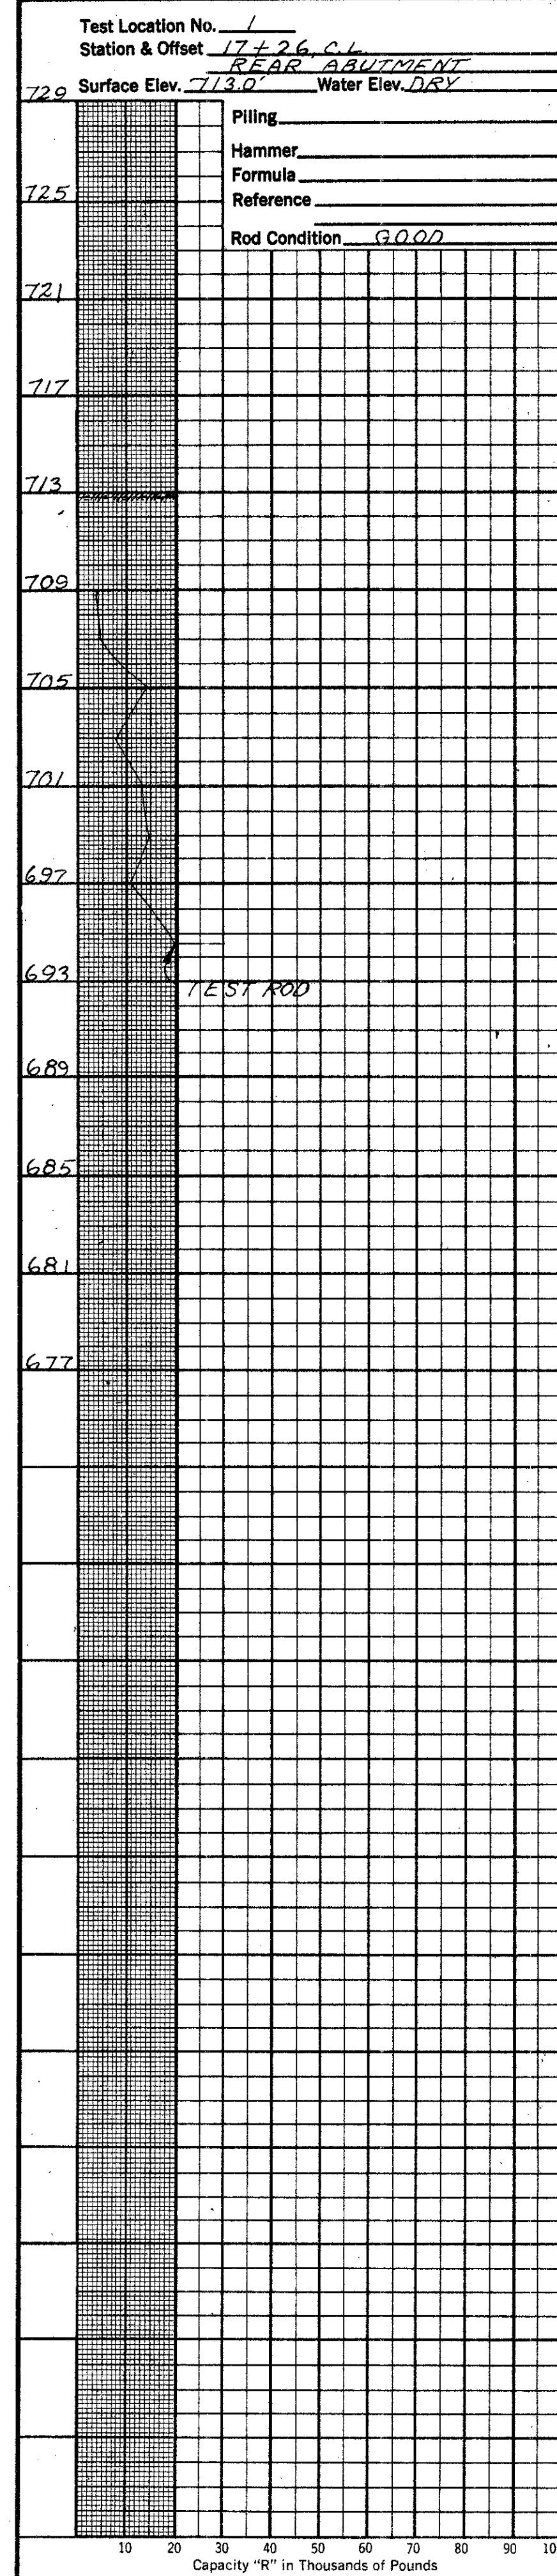 Test Location No. 1
Station & Offset 17+26, C.L.
REAR ABUTMENT
Surface Elev. 713.0' Water Elev. DRY
729
Piling
Hammer
Formula
725
Reference
Rod Condition GOOD
721
717
713
709
705
701
697
693
TEST ROD
689
685
681
677
10 20 30 40 50 60 70 80 90 10
Capacity "R" in Thousands of Pounds